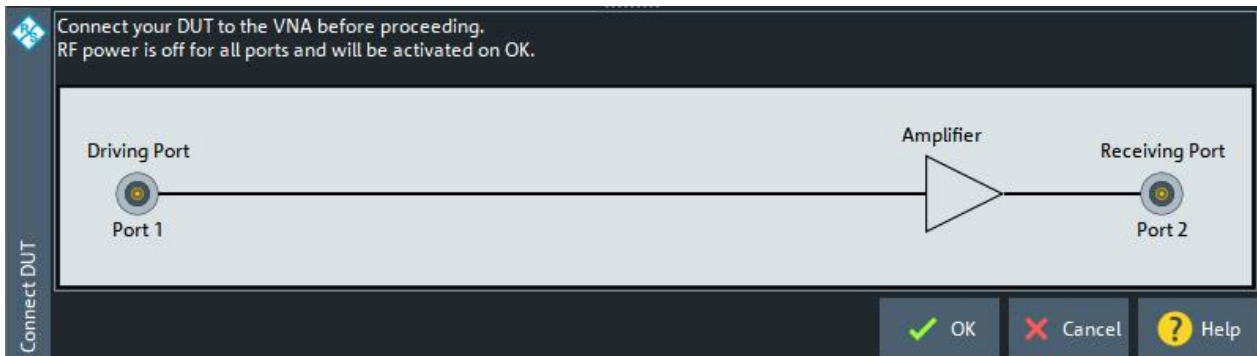 Connect your DUT to the VNA before proceeding.
RF power is off for all ports and will be activated on OK.
Driving Port
Port 1
Amplifier
Receiving Port
Port 2
Connect DUT
OK
Cancel
? Help
R&S